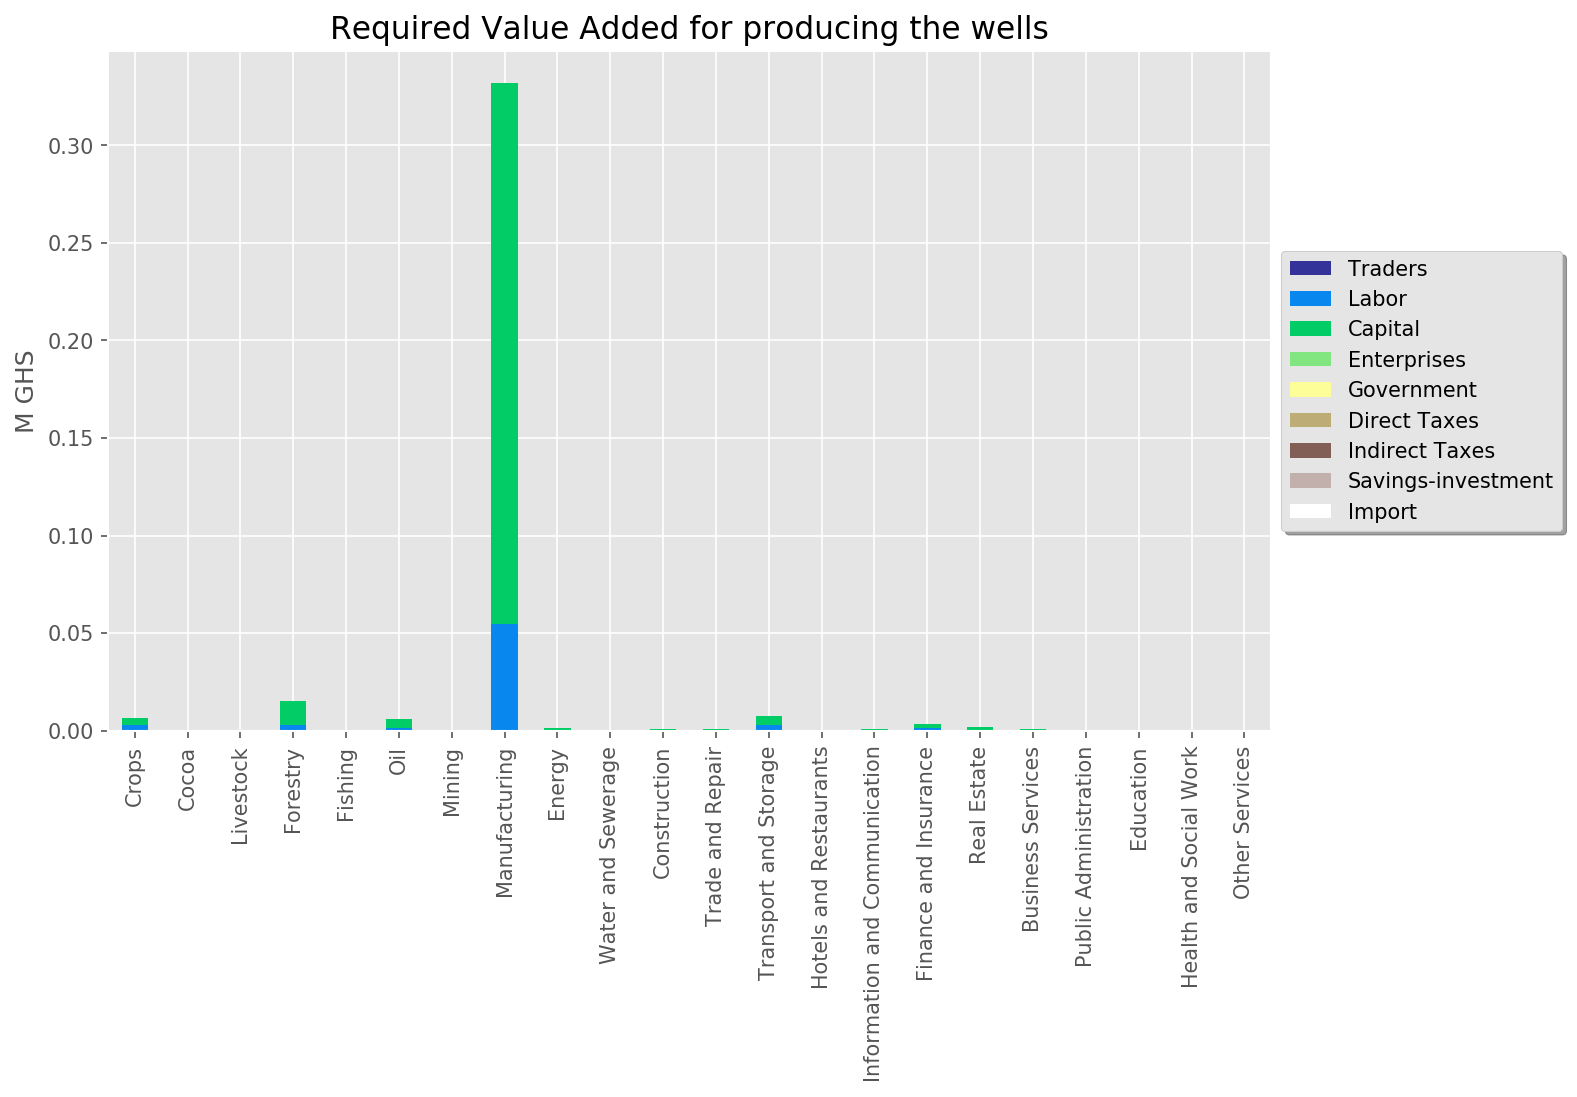 Required Value Added for producing the wells
M GHS
0.30
0.25
0.20
0.15
0.10
0.05
0.00
Crops
Cocoa
Livestock
Forestry
Fishing
Oil
Mining
Manufacturing
Energy
Water and Sewerage
Construction
Trade and Repair
Transport and Storage
Hotels and Restaurants
Information and Communication
Finance and Insurance
Real Estate
Business Services
Public Administration
Education
Health and Social Work
Other Services
Traders
Labor
Capital
Enterprises
Government
Direct Taxes
Indirect Taxes
Savings-investment
Import